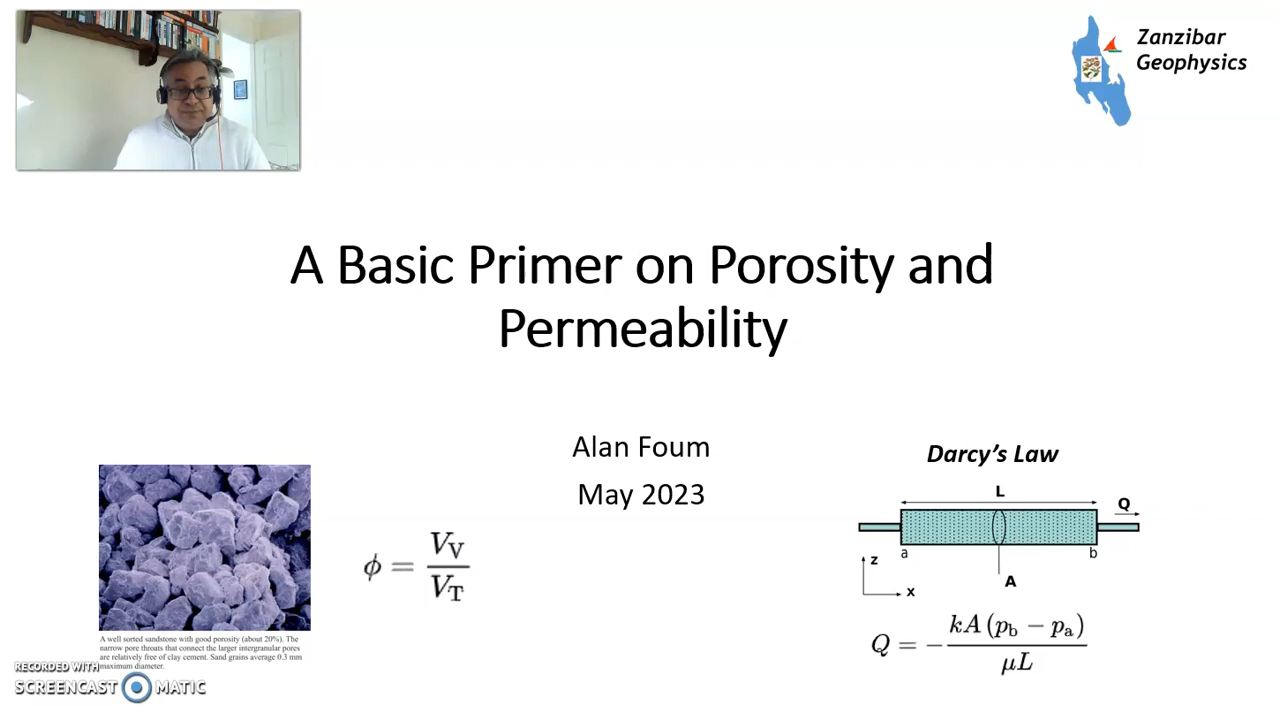 Zanzibar
Geophysics
A Basic Primer on Porosity and
Permeability
Alan Foum
May 2023
Darcy's Law
L
Q
a
b
z
x
A
ϕ = V_V / V_T
Q = − kA (p_b − p_a) / μL
A well sorted sandstone with good porosity (about 20%). The
narrow pore throats that connect the larger intergranular pores
are relatively free of clay cement. Sand grains average 0.3 mm
maximum diameter.
RECORDED WITH
SCREENCAST MATIC